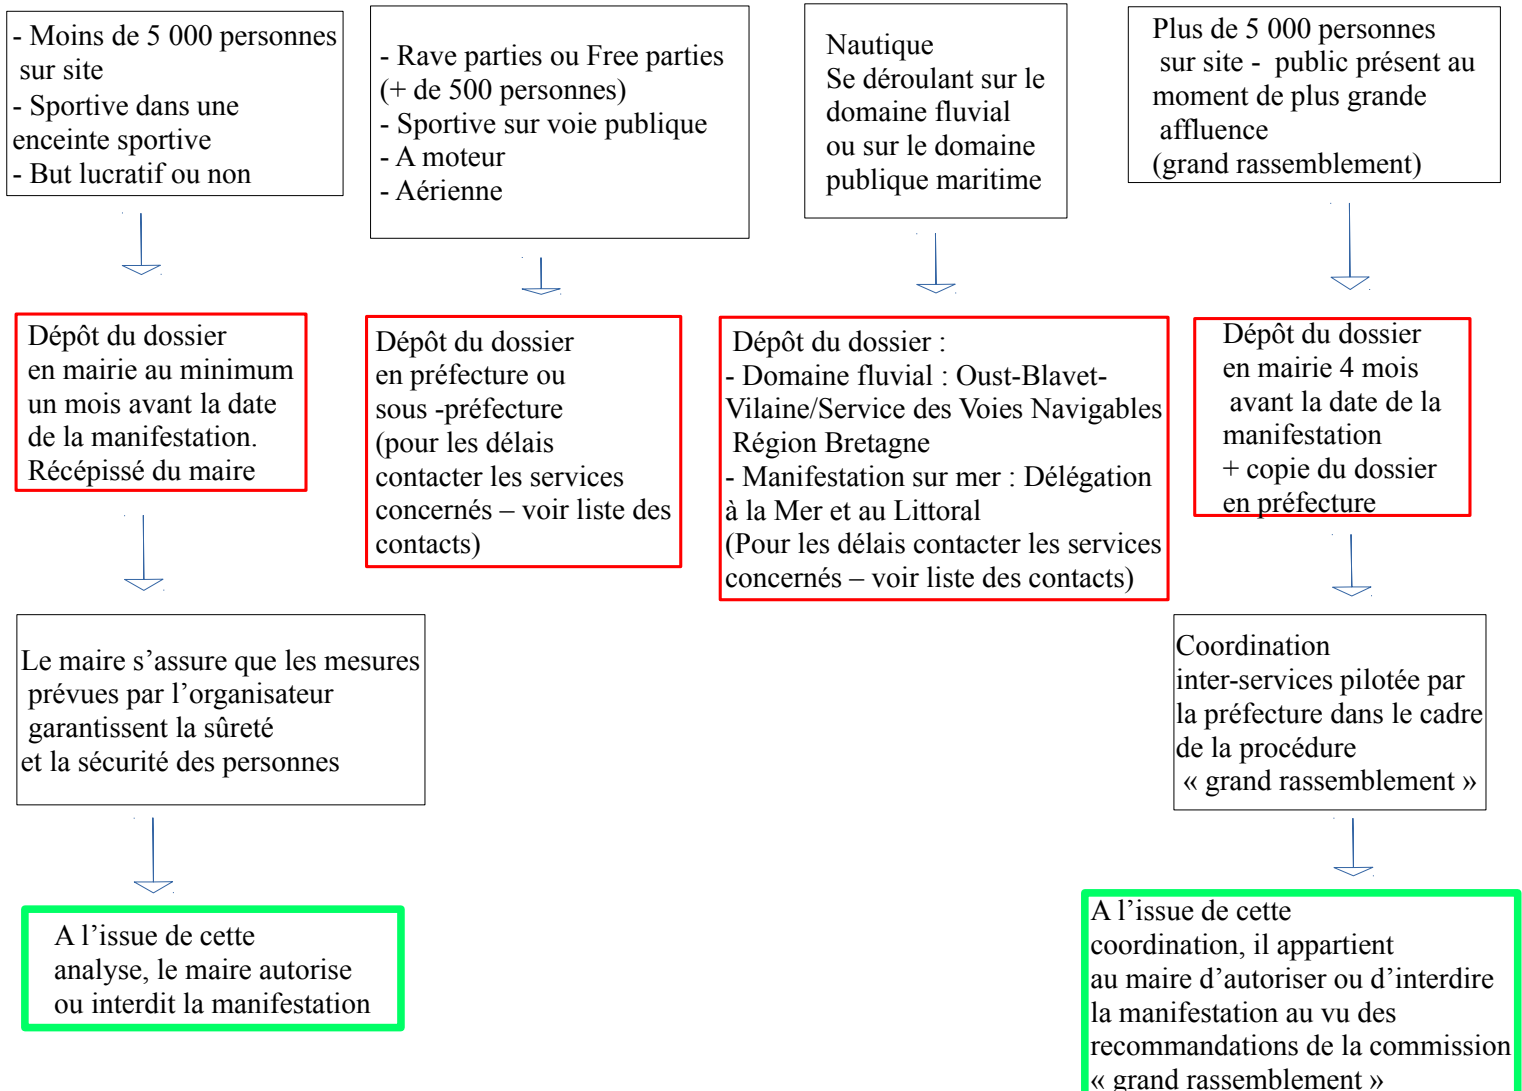 - Moins de 5 000 personnes
sur site
- Sportive dans une
enceinte sportive
- But lucratif ou non
- Rave parties ou Free parties
(+ de 500 personnes)
- Sportive sur voie publique
- A moteur
- Aérienne
Nautique
Se déroulant sur le
domaine fluvial
ou sur le domaine
publique maritime
Plus de 5 000 personnes
sur site - public présent au
moment de plus grande
affluence
(grand rassemblement)
Dépôt du dossier
en mairie au minimum
un mois avant la date
de la manifestation.
Récépissé du maire
Dépôt du dossier
en préfecture ou
sous -préfecture
(pour les délais
contacter les services
concernés – voir liste des
contacts)
Dépôt du dossier :
- Domaine fluvial : Oust-Blavet-
Vilaine/Service des Voies Navigables
Région Bretagne
- Manifestation sur mer : Délégation
à la Mer et au Littoral
(Pour les délais contacter les services
concernés – voir liste des contacts)
Dépôt du dossier
en mairie 4 mois
avant la date de la
manifestation
+ copie du dossier
en préfecture
Le maire s’assure que les mesures
prévues par l’organisateur
garantissent la sûreté
et la sécurité des personnes
Coordination
inter-services pilotée par
la préfecture dans le cadre
de la procédure
« grand rassemblement »
A l’issue de cette
analyse, le maire autorise
ou interdit la manifestation
A l’issue de cette
coordination, il appartient
au maire d’autoriser ou d’interdire
la manifestation au vu des
recommandations de la commission
« grand rassemblement »